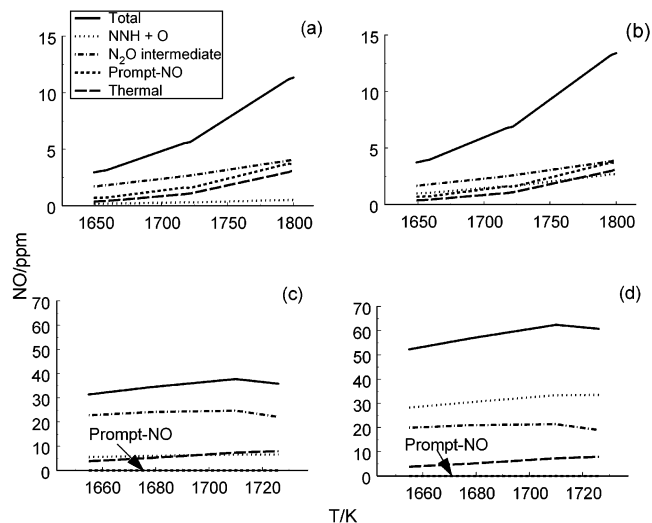 Total
NNH + O
N₂O intermediate
Prompt-NO
Thermal
(a)
15
10
5
0
1650 1700 1750 1800
(b)
15
10
5
0
1650 1700 1750 1800
NO/ppm
(c)
70
60
50
40
30
20
10
0
Prompt-NO
1660 1680 1700 1720
(d)
70
60
50
40
30
20
10
0
Prompt-NO
1660 1680 1700 1720
T/K